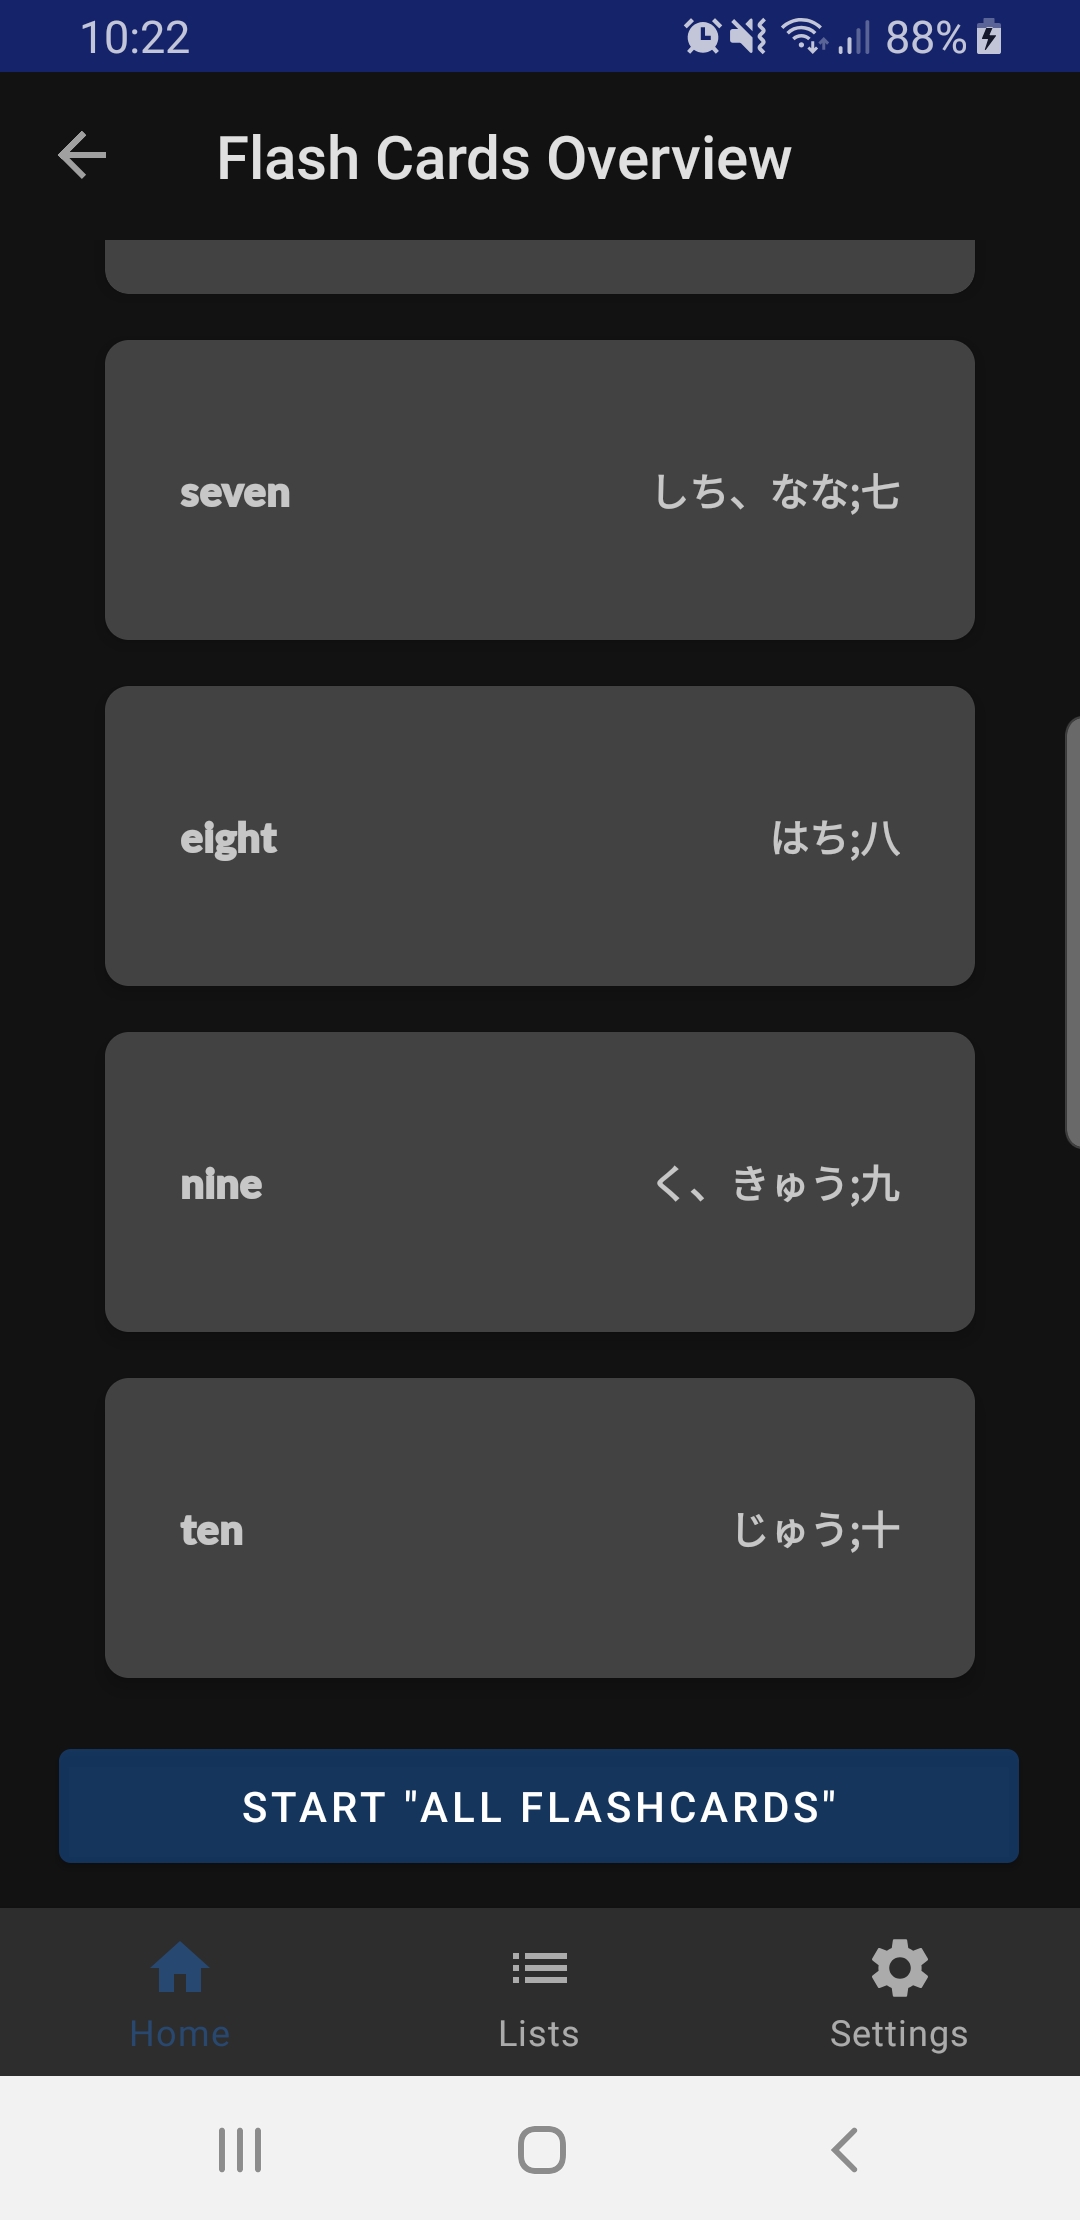 10:22
88%
Flash Cards Overview
seven
しち、なな;七
eight
はち;八
nine
く、きゅう;九
ten
じゅう;十
START "ALL FLASHCARDS"
Home
Lists
Settings